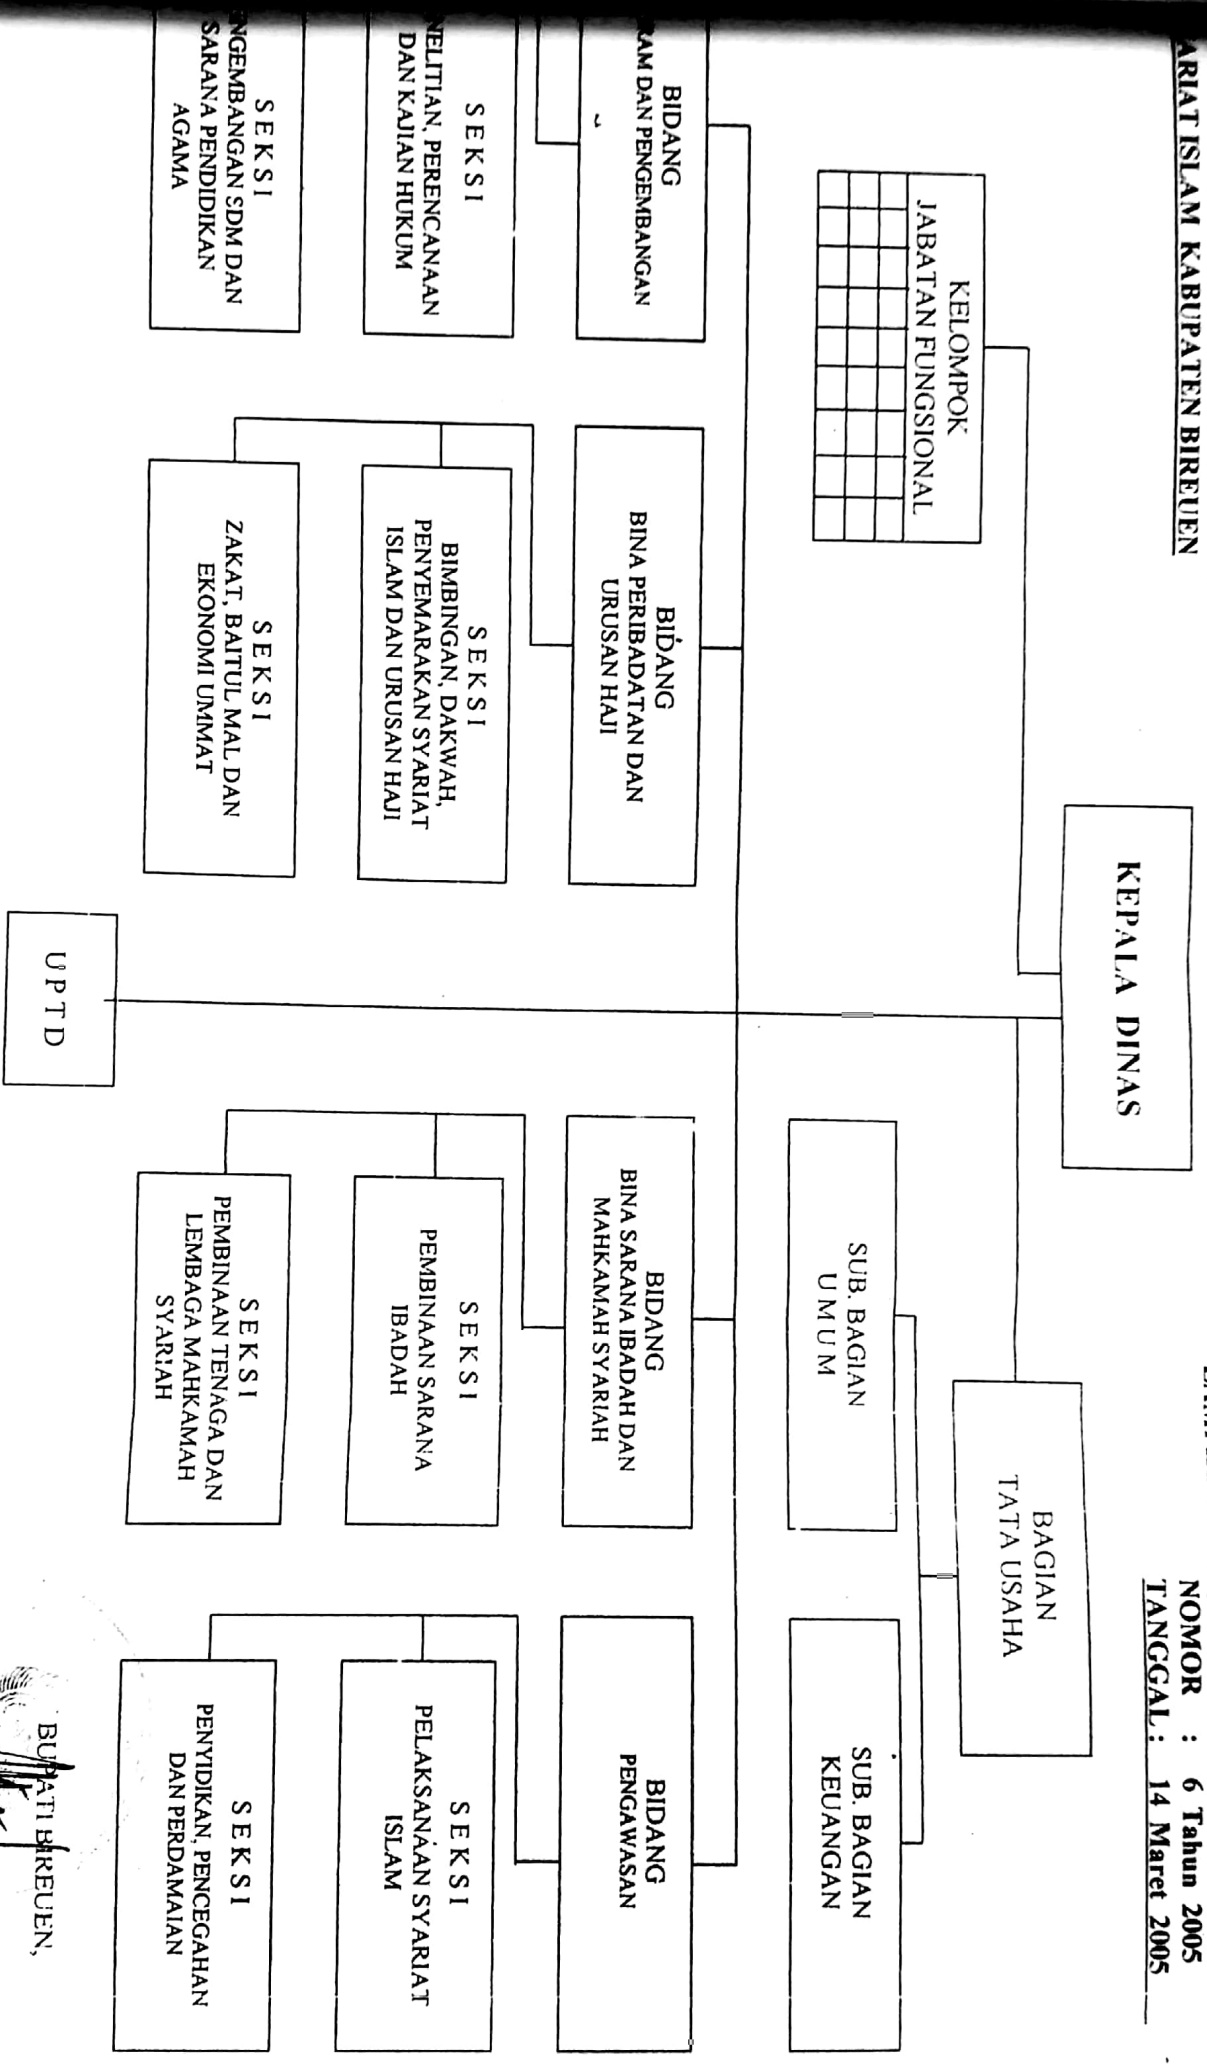 NOMOR : 6 Tahun 2005
TANGGAL : 14 Maret 2005
ARIAT ISLAM KABUPATEN BIREUEN
KEPALA DINAS
KELOMPOK
JABATAN FUNGSIONAL
BAGIAN
TATA USAHA
SUB. BAGIAN
U M U M
SUB. BAGIAN
KEUANGAN
BIDANG
RAM DAN PENGEMBANGAN
BIDANG
BINA PERIBADATAN DAN
URUSAN HAJI
BIDANG
BINA SARANA IBADAH DAN
MAHKAMAH SYARIAH
BIDANG
PENGAWASAN
S E K S I
NELITIAN, PERENCANAAN
DAN KAJIAN HUKUM
S E K S I
BIMBINGAN, DAKWAH,
PENYEMARAKAN SYARIAT
ISLAM DAN URUSAN HAJI
S E K S I
PEMBINAAN SARANA
IBADAH
S E K S I
PELAKSANAAN SYARIAT
ISLAM
S E K S I
NGEMBANGAN SDM DAN
SARANA PENDIDIKAN
AGAMA
S E K S I
ZAKAT, BAITUL MAL DAN
EKONOMI UMMAT
S E K S I
PEMBINAAN TENAGA DAN
LEMBAGA MAHKAMAH
SYARIAH
S E K S I
PENYIDIKAN, PENCEGAHAN
DAN PERDAMAIAN
U P T D
BUPATI BIREUEN,